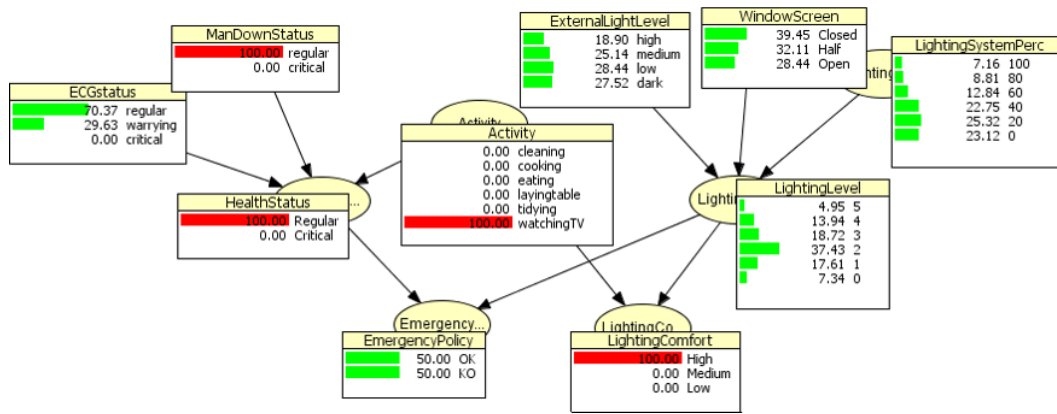 ManDownStatus
100.00 regular
0.00 critical
ECGstatus
70.37 regular
29.63 warrying
0.00 critical
ExternalLightLevel
18.90 high
25.14 medium
28.44 low
27.52 dark
WindowScreen
39.45 Closed
32.11 Half
28.44 Open
LightingSystemPerc
7.16 100
8.81 80
12.84 60
22.75 40
25.32 20
23.12 0
Activity
0.00 cleaning
0.00 cooking
0.00 eating
0.00 layingtable
0.00 tidying
100.00 watchingTV
HealthStatus
100.00 Regular
0.00 Critical
LightingLevel
4.95 5
13.94 4
18.72 3
37.43 2
17.61 1
7.34 0
Emergency...
EmergencyPolicy
50.00 OK
50.00 KO
LightingCo...
LightingComfort
100.00 High
0.00 Medium
0.00 Low